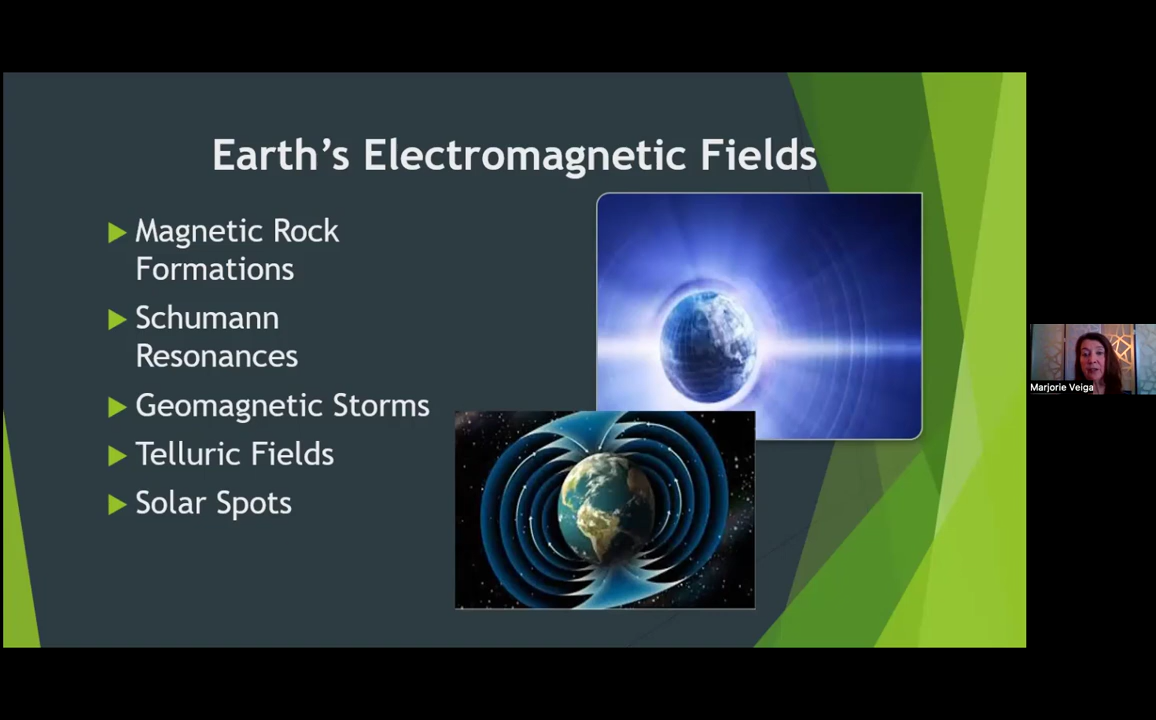 Earth's Electromagnetic Fields
Magnetic Rock
Formations
Schumann
Resonances
Geomagnetic Storms
Telluric Fields
Solar Spots
Marjorie Veiga